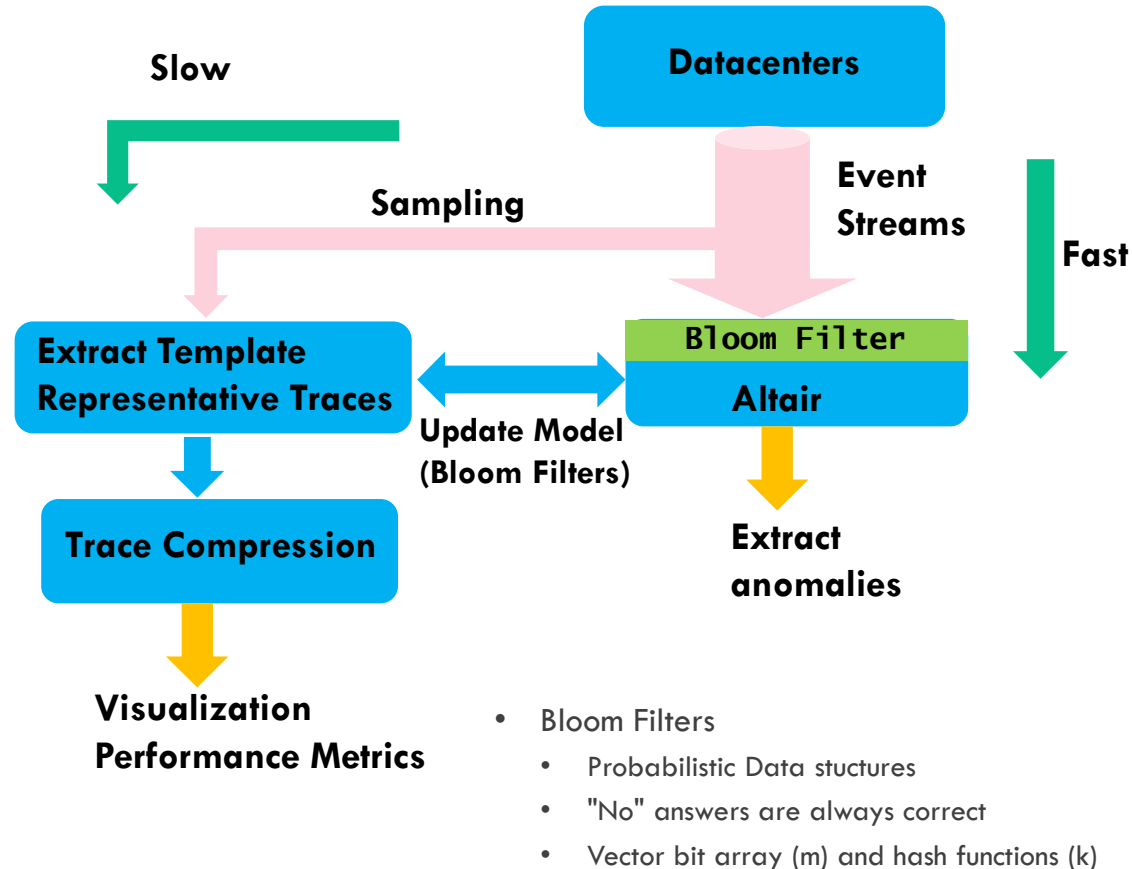 Datacenters
Slow
Event
Streams
Sampling
Fast
Bloom Filter
Altair
Extract Template
Representative Traces
Update Model
(Bloom Filters)
Trace Compression
Extract
anomalies
Visualization
Performance Metrics
• Bloom Filters
• Probabilistic Data stuctures
• "No" answers are always correct
• Vector bit array (m) and hash functions (k)